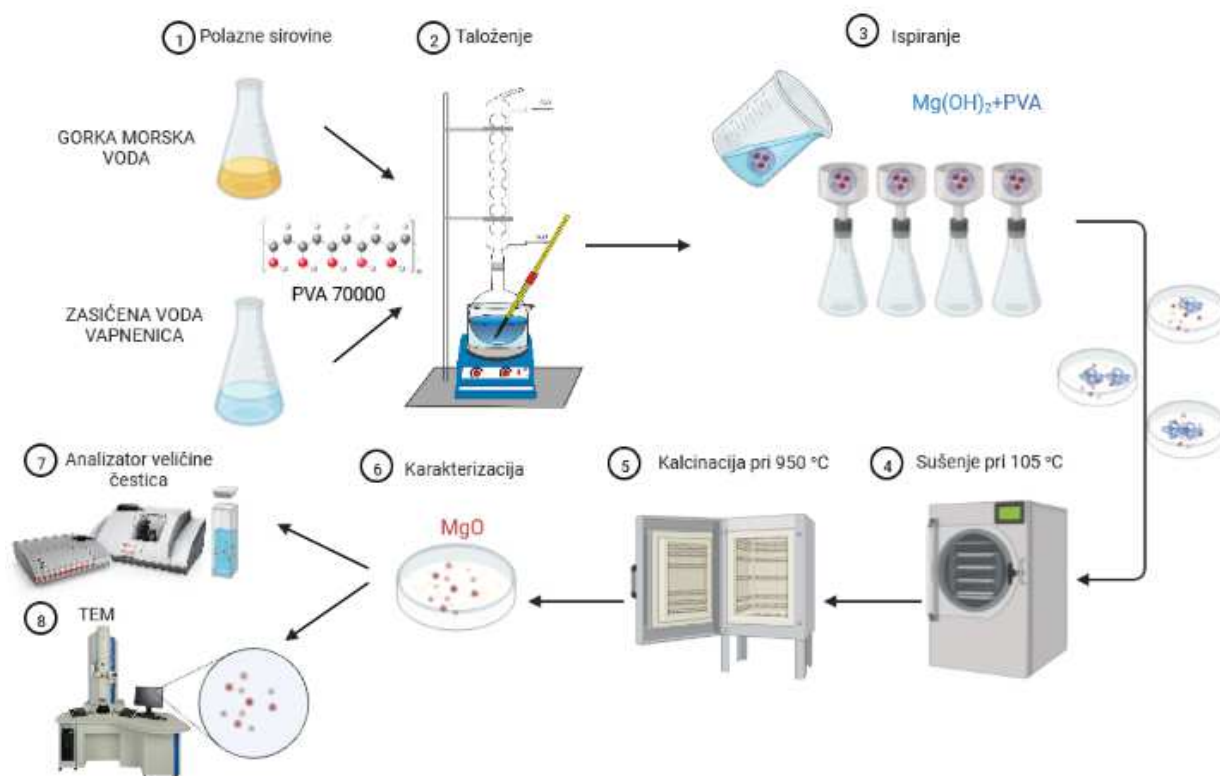 1 Polazne sirovine
GORKA MORSKA
VODA
PVA 70000
ZASIĆENA VODA
VAPNENICA
2 Taloženje
3 Ispiranje
Mg(OH)₂+PVA
4 Sušenje pri 105 °C
5 Kalcinacija pri 950 °C
6 Karakterizacija
MgO
7 Analizator veličine
čestica
8 TEM